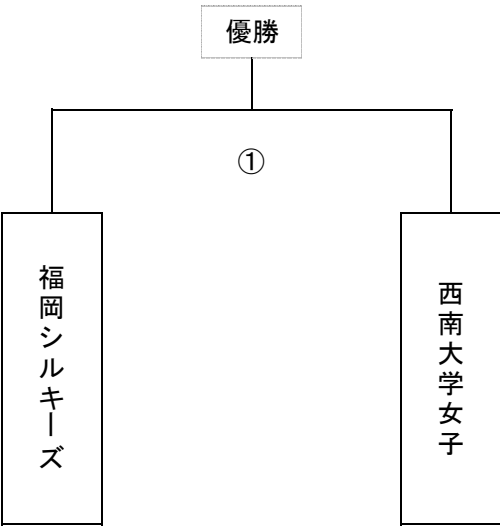 優勝
①
福岡シルキーズ
西南大学女子